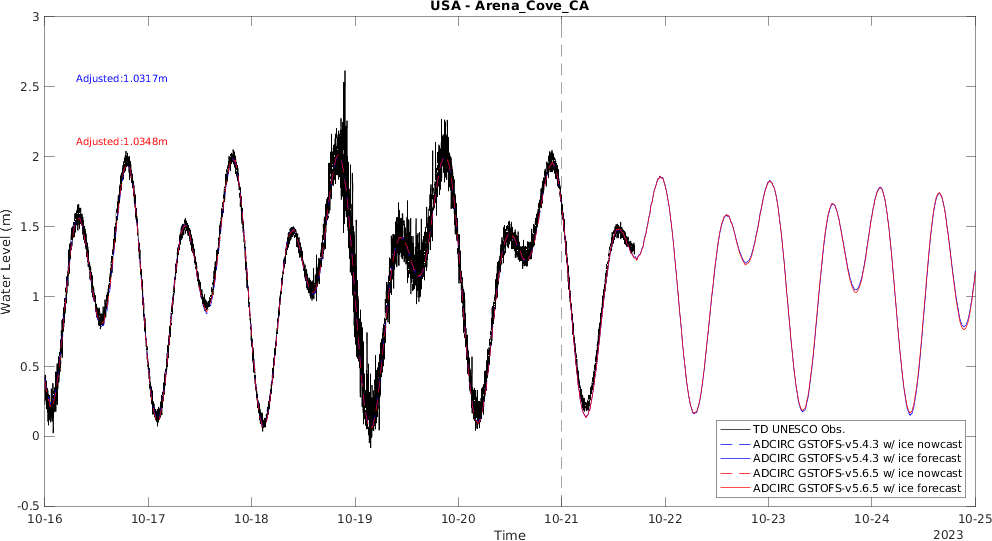 USA - Arena_Cove_CA
3
2.5
2
1.5
1
0.5
0
-0.5
Water Level (m)
Adjusted:1.0317m
Adjusted:1.0348m
TD UNESCO Obs.
ADCIRC GSTOFS-v5.4.3 w/ ice nowcast
ADCIRC GSTOFS-v5.4.3 w/ ice forecast
ADCIRC GSTOFS-v5.6.5 w/ ice nowcast
ADCIRC GSTOFS-v5.6.5 w/ ice forecast
10-16 10-17 10-18 10-19 10-20 10-21 10-22 10-23 10-24 10-25
Time
2023